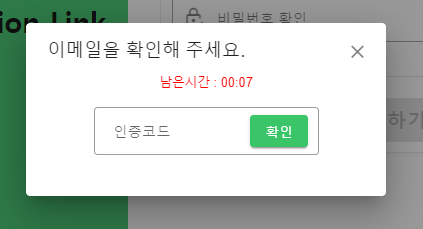 ion Link
비밀번호 확인
이메일을 확인해 주세요.
남은시간 : 00:07
인증코드
확인
하기